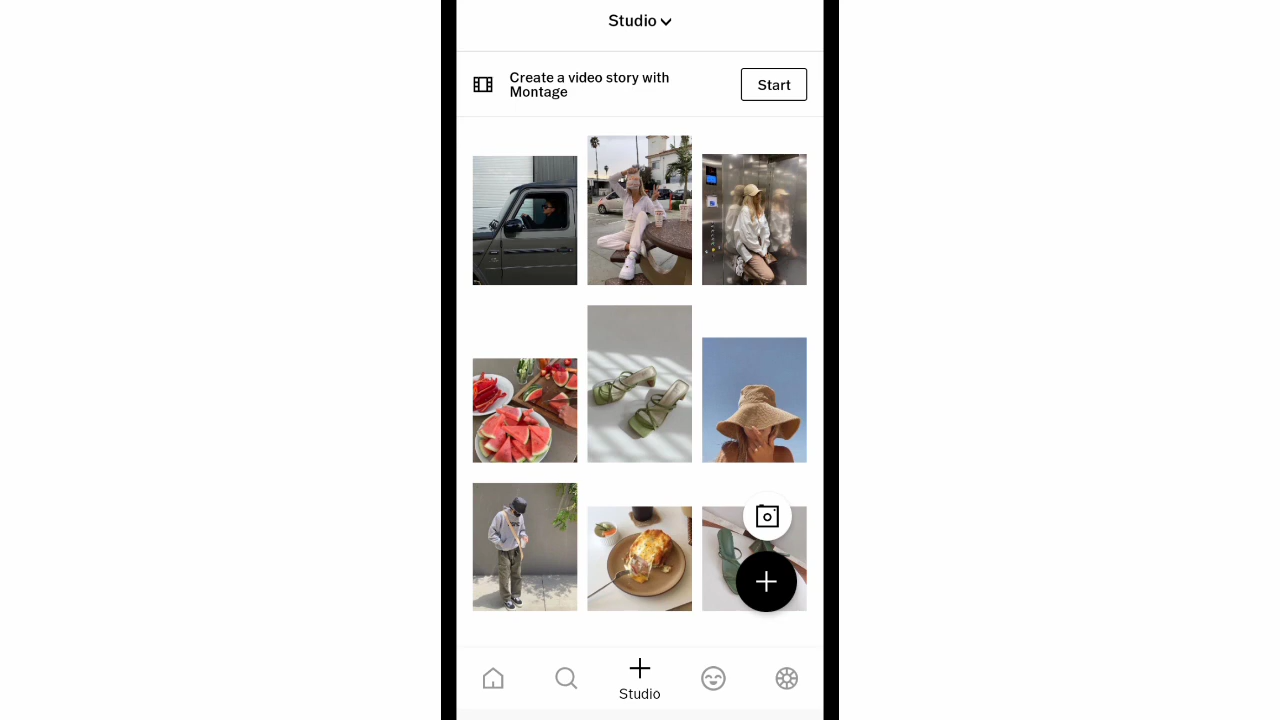 Studio
Create a video story with
Montage
Start
Studio